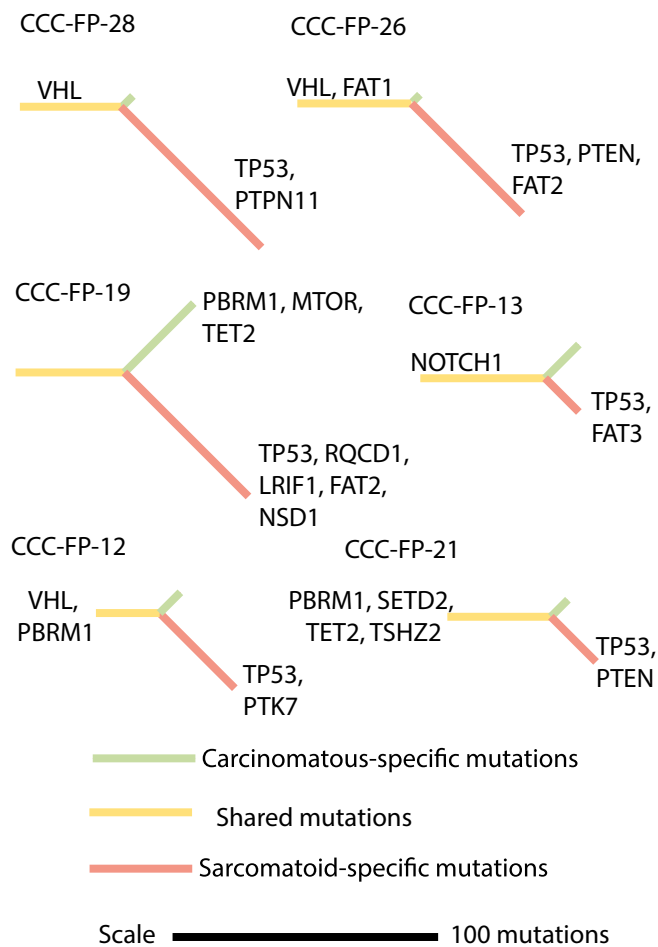 CCC-FP-28
VHL
TP53,
PTPN11
CCC-FP-26
VHL, FAT1
TP53, PTEN,
FAT2
CCC-FP-19
PBRM1, MTOR,
TET2
TP53, RQCD1,
LRIF1, FAT2,
NSD1
CCC-FP-13
NOTCH1
TP53,
FAT3
CCC-FP-12
VHL,
PBRM1
TP53,
PTK7
CCC-FP-21
PBRM1, SETD2,
TET2, TSHZ2
TP53,
PTEN
Carcinomatous-specific mutations
Shared mutations
Sarcomatoid-specific mutations
Scale 100 mutations